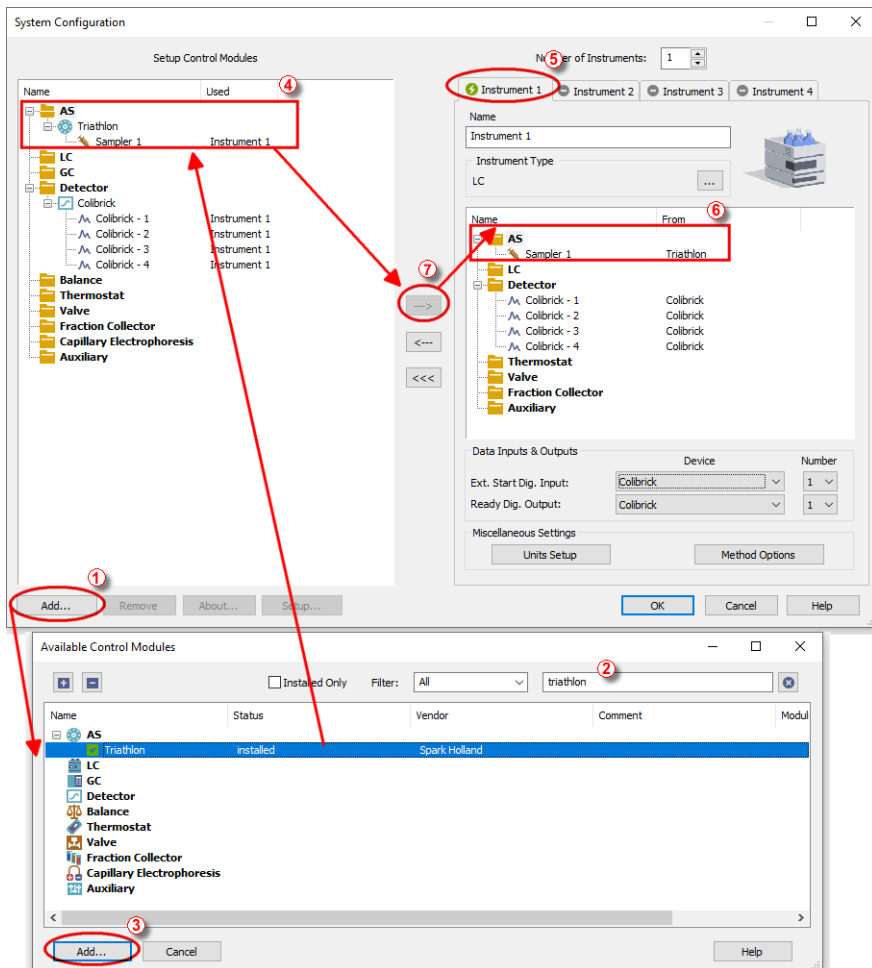 System Configuration
Setup Control Modules
Number of Instruments: 1
④ ⑤
Name Used
AS
Triathlon
Sampler 1 Instrument 1
LC
GC
Detector
Colibrick
Colibrick - 1 Instrument 1
Colibrick - 2 Instrument 1
Colibrick - 3 Instrument 1
Colibrick - 4 Instrument 1
Balance
Thermostat
Valve
Fraction Collector
Capillary Electrophoresis
Auxiliary
⑦
--->
<---
<<<
Instrument 1 Instrument 2 Instrument 3 Instrument 4
Name
Instrument 1
Instrument Type
LC ...
⑥
Name From
AS
Sampler 1 Triathlon
LC
Detector
Colibrick - 1 Colibrick
Colibrick - 2 Colibrick
Colibrick - 3 Colibrick
Colibrick - 4 Colibrick
Thermostat
Valve
Fraction Collector
Auxiliary
Data Inputs & Outputs
Device Number
Ext. Start Dig. Input: Colibrick 1
Ready Dig. Output: Colibrick 1
Miscellaneous Settings
Units Setup Method Options
①
Add... Remove About... Setup... OK Cancel Help
Available Control Modules
②
Installed Only Filter: All triathlon
Name Status Vendor Comment Modul
AS
Triathlon installed Spark Holland
LC
GC
Detector
Balance
Thermostat
Valve
Fraction Collector
Capillary Electrophoresis
Auxiliary
③
Add... Cancel Help